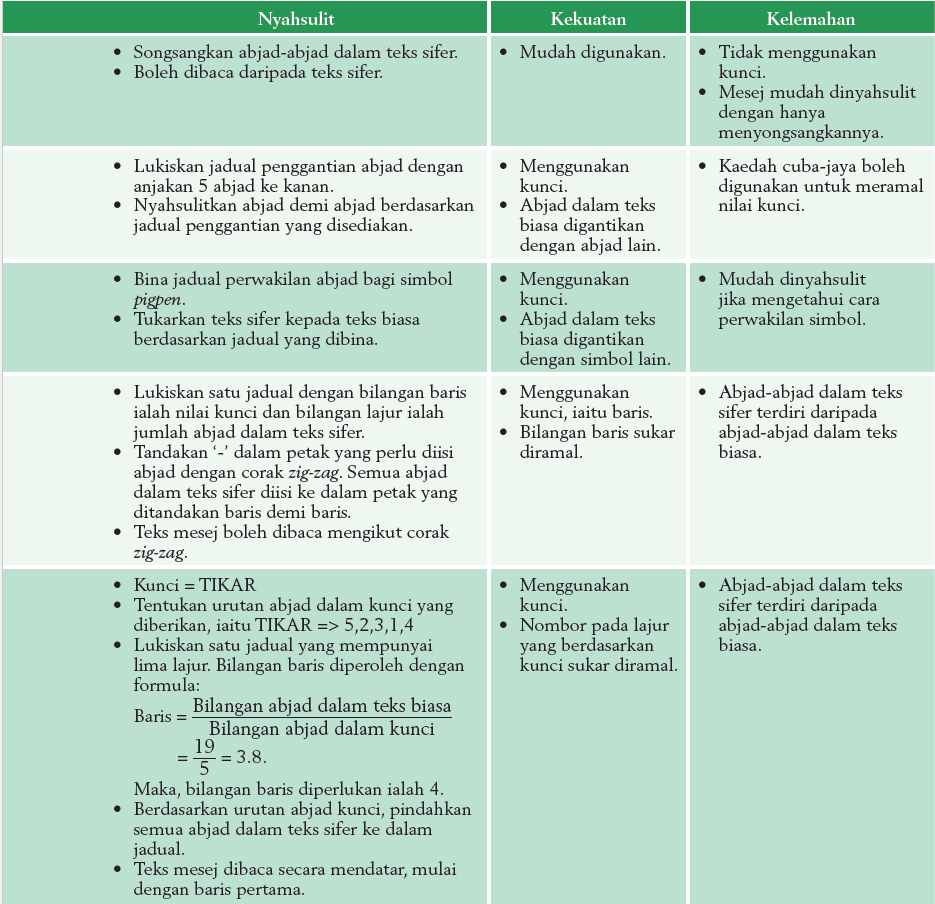 Nyahsulit
Kekuatan
Kelemahan
• Songsangkan abjad-abjad dalam teks sifer.
• Boleh dibaca daripada teks sifer.
• Mudah digunakan.
• Tidak menggunakan
kunci.
• Mesej mudah dinyahsulit
dengan hanya
menyongsangkannya.
• Lukiskan jadual penggantian abjad dengan
anjakan 5 abjad ke kanan.
• Nyahsulitkan abjad demi abjad berdasarkan
jadual penggantian yang disediakan.
• Menggunakan
kunci.
• Abjad dalam teks
biasa digantikan
dengan abjad lain.
• Kaedah cuba-jaya boleh
digunakan untuk meramal
nilai kunci.
• Bina jadual perwakilan abjad bagi simbol
pigpen.
• Tukarkan teks sifer kepada teks biasa
berdasarkan jadual yang dibina.
• Menggunakan
kunci.
• Abjad dalam teks
biasa digantikan
dengan simbol lain.
• Mudah dinyahsulit
jika mengetahui cara
perwakilan simbol.
• Lukiskan satu jadual dengan bilangan baris
ialah nilai kunci dan bilangan lajur ialah
jumlah abjad dalam teks sifer.
• Tandakan ‘-’ dalam petak yang perlu diisi
abjad dengan corak zig-zag. Semua abjad
dalam teks sifer diisi ke dalam petak yang
ditandakan baris demi baris.
• Teks mesej boleh dibaca mengikut corak
zig-zag.
• Menggunakan
kunci, iaitu baris.
• Bilangan baris sukar
diramal.
• Abjad-abjad dalam teks
sifer terdiri daripada
abjad-abjad dalam teks
biasa.
• Kunci = TIKAR
• Tentukan urutan abjad dalam kunci yang
diberikan, iaitu TIKAR => 5,2,3,1,4
• Lukiskan satu jadual yang mempunyai
lima lajur. Bilangan baris diperoleh dengan
formula:
Baris = Bilangan abjad dalam teks biasa
Bilangan abjad dalam kunci
= 19
5 = 3.8.
Maka, bilangan baris diperlukan ialah 4.
• Berdasarkan urutan abjad kunci, pindahkan
semua abjad dalam teks sifer ke dalam
jadual.
• Teks mesej dibaca secara mendatar, mulai
dengan baris pertama.
• Menggunakan
kunci.
• Nombor pada lajur
yang berdasarkan
kunci sukar diramal.
• Abjad-abjad dalam teks
sifer terdiri daripada
abjad-abjad dalam teks
biasa.